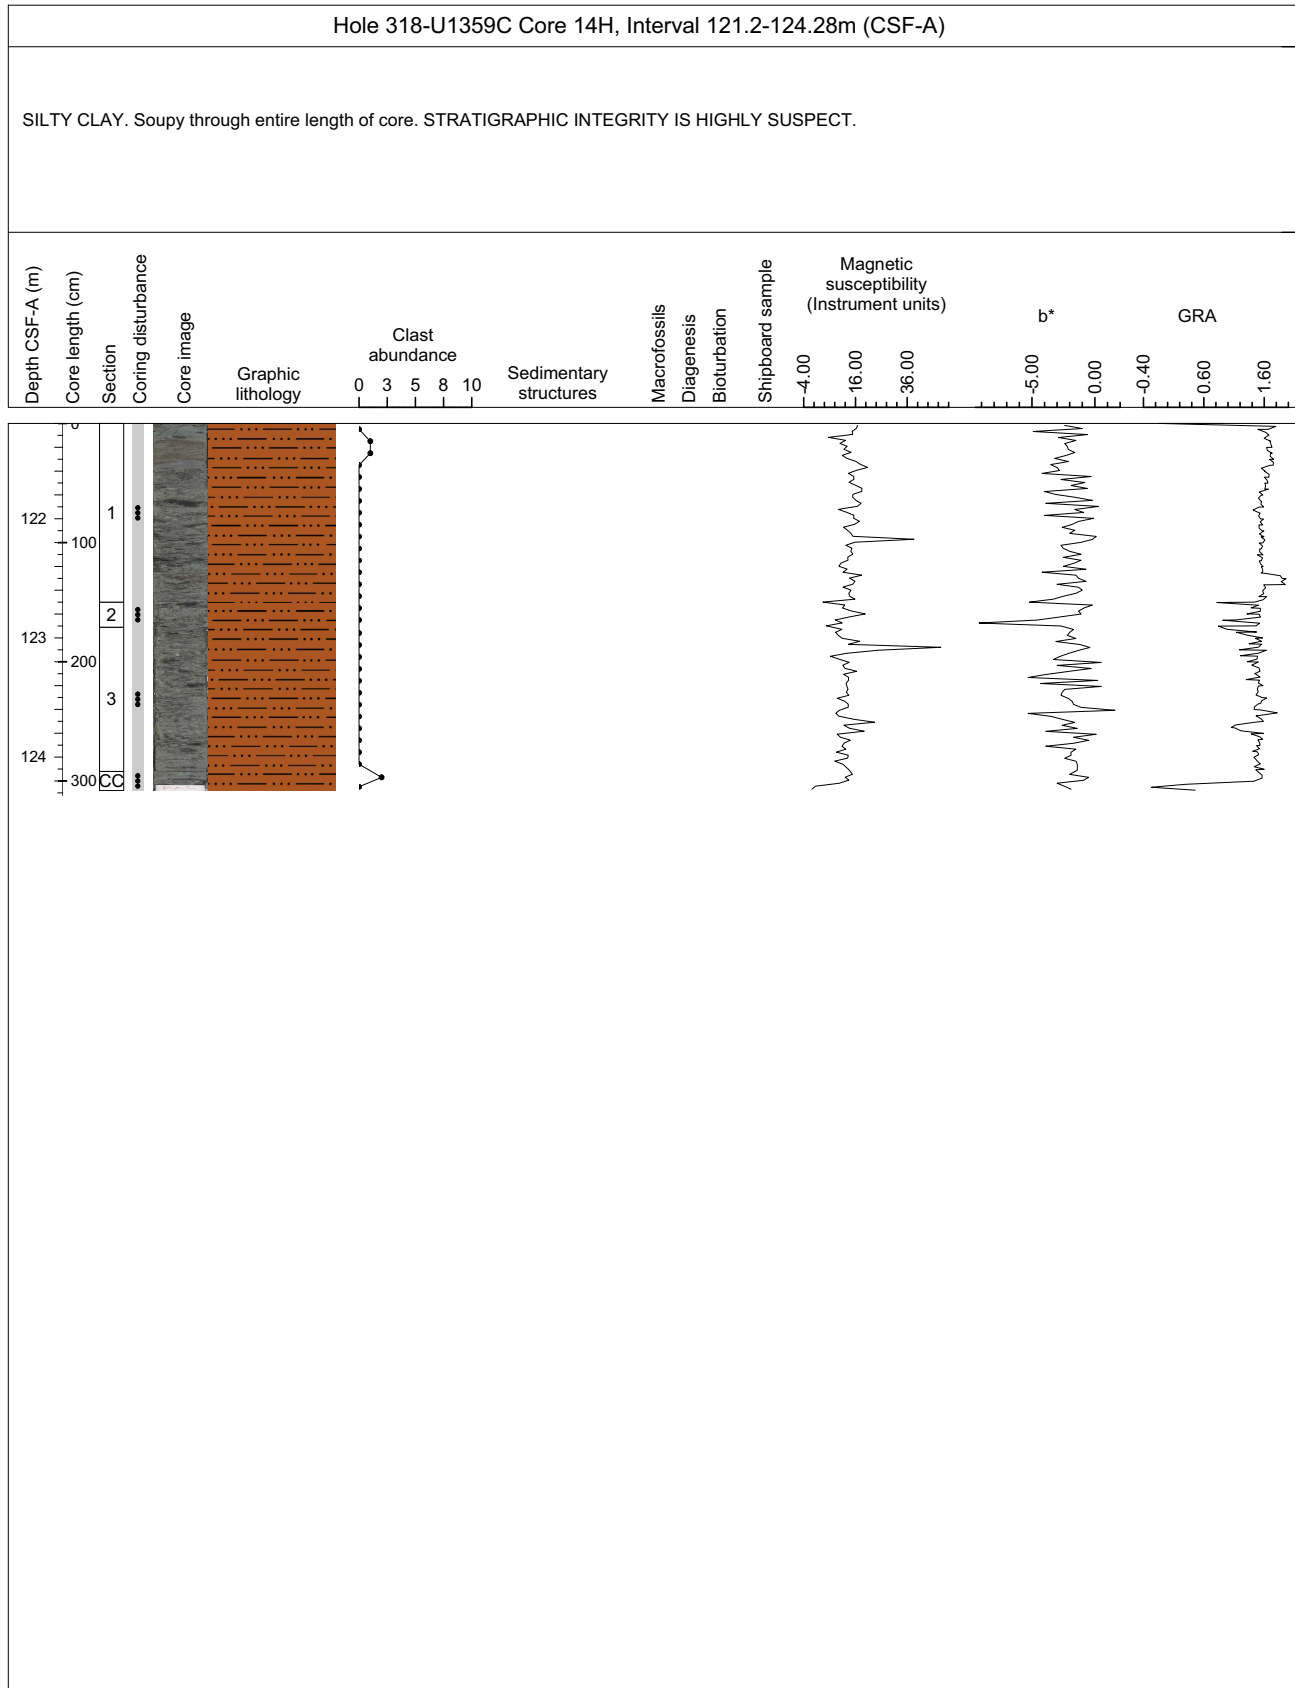 Hole 318-U1359C Core 14H, Interval 121.2-124.28m (CSF-A)
SILTY CLAY. Soupy through entire length of core. STRATIGRAPHIC INTEGRITY IS HIGHLY SUSPECT.
Depth CSF-A (m)
Core length (cm)
Section
Coring disturbance
Core image
Graphic
lithology
Clast
abundance
0 3 5 8 10
Sedimentary
structures
Macrofossils
Diagenesis
Bioturbation
Shipboard sample
Magnetic
susceptibility
(Instrument units)
-4.00 16.00 36.00
b*
-5.00 0.00
GRA
-0.40 0.60 1.60
0
1
122
100
2
123
200
3
124
300 CC